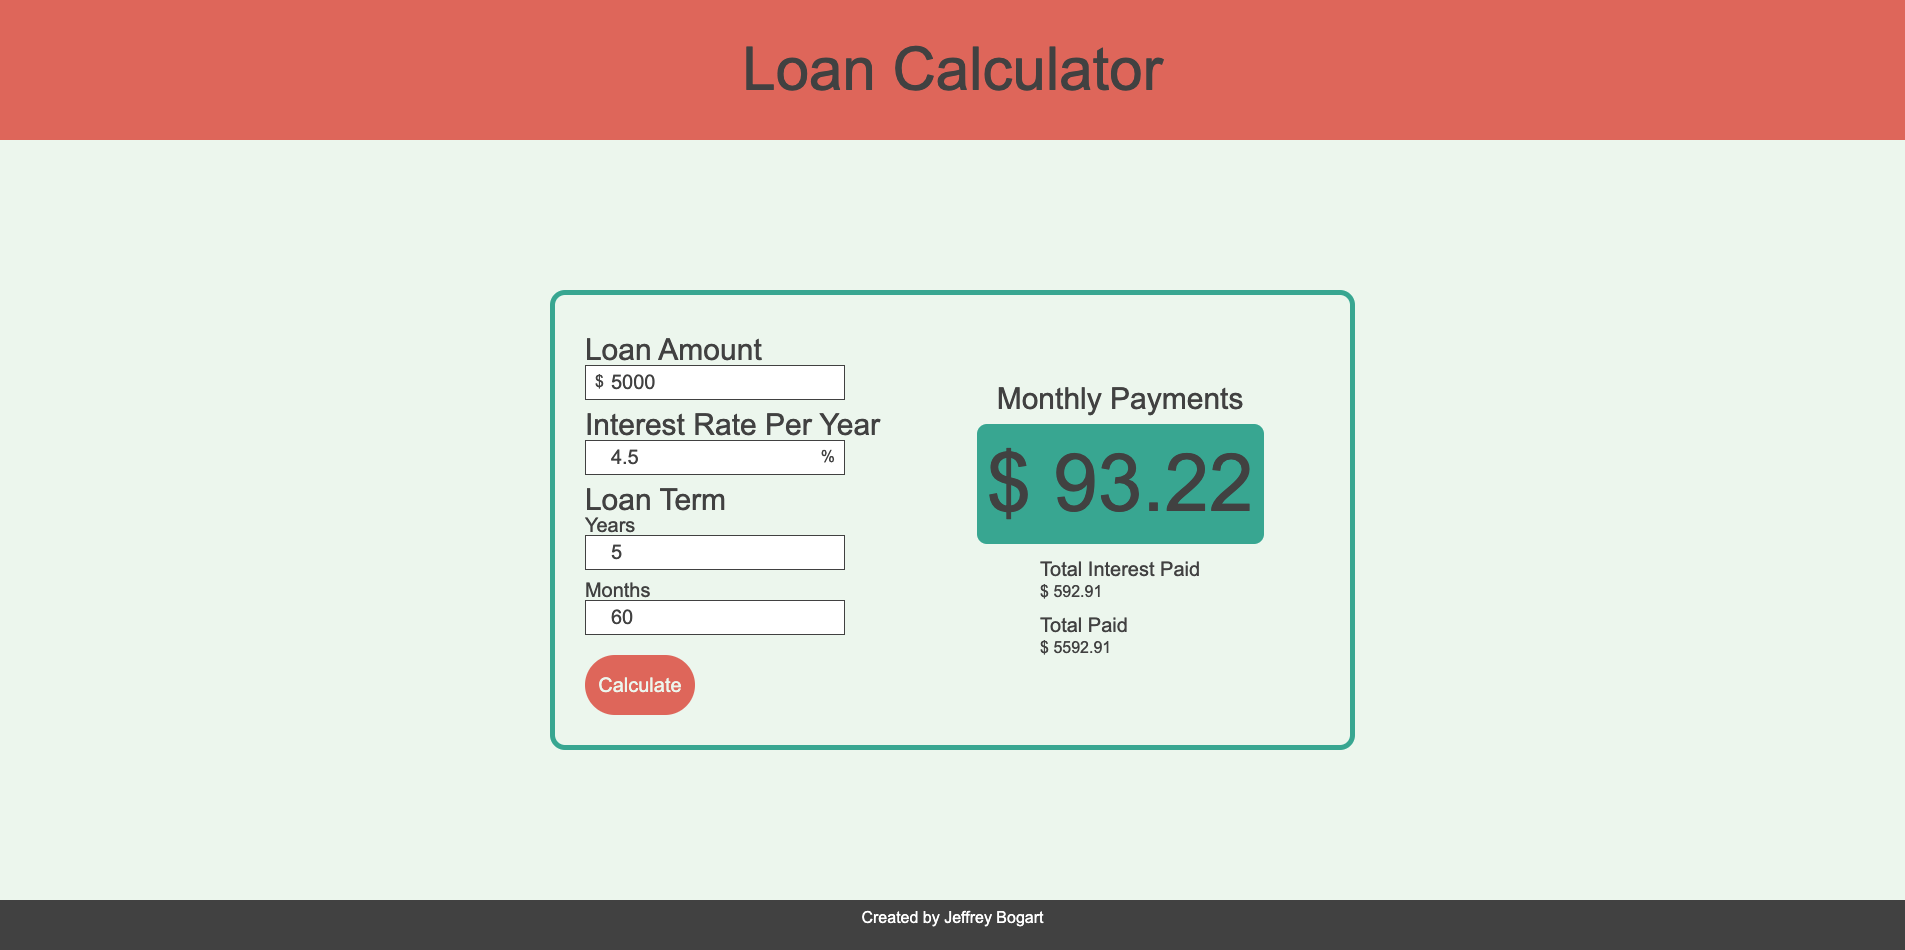 Loan Calculator
Loan Amount
$ 5000
Interest Rate Per Year
4.5 %
Loan Term
Years
5
Months
60
Calculate
Monthly Payments
$ 93.22
Total Interest Paid
$ 592.91
Total Paid
$ 5592.91
Created by Jeffrey Bogart